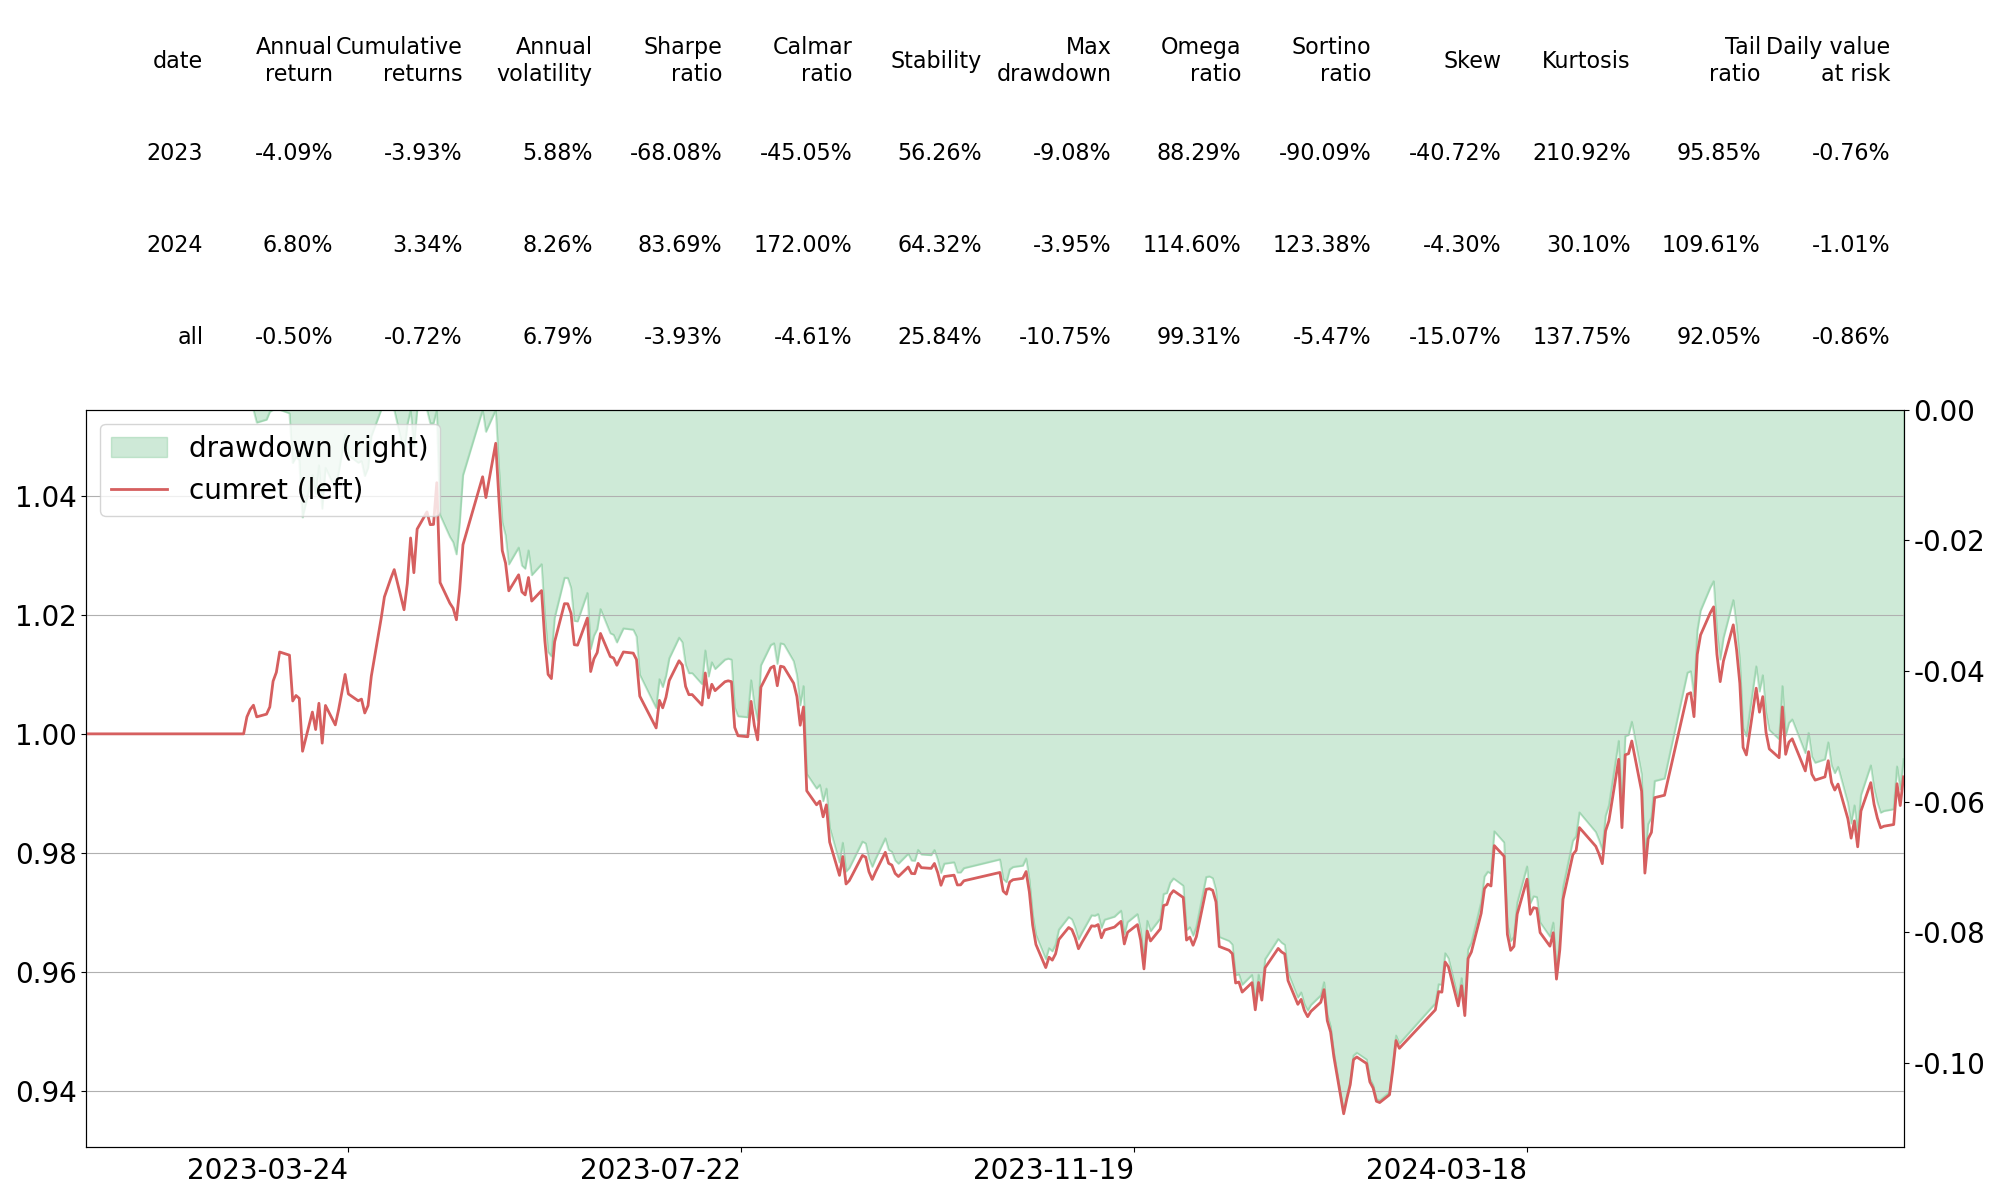 date Annual return Cumulative returns Annual volatility Sharpe ratio Calmar ratio Stability Max drawdown Omega ratio Sortino ratio Skew Kurtosis Tail ratio Daily value at risk
2023 -4.09% -3.93% 5.88% -68.08% -45.05% 56.26% -9.08% 88.29% -90.09% -40.72% 210.92% 95.85% -0.76%
2024 6.80% 3.34% 8.26% 83.69% 172.00% 64.32% -3.95% 114.60% 123.38% -4.30% 30.10% 109.61% -1.01%
all -0.50% -0.72% 6.79% -3.93% -4.61% 25.84% -10.75% 99.31% -5.47% -15.07% 137.75% 92.05% -0.86%
drawdown (right)
cumret (left)
1.04
1.02
1.00
0.98
0.96
0.94
0.00
-0.02
-0.04
-0.06
-0.08
-0.10
2023-03-24 2023-07-22 2023-11-19 2024-03-18